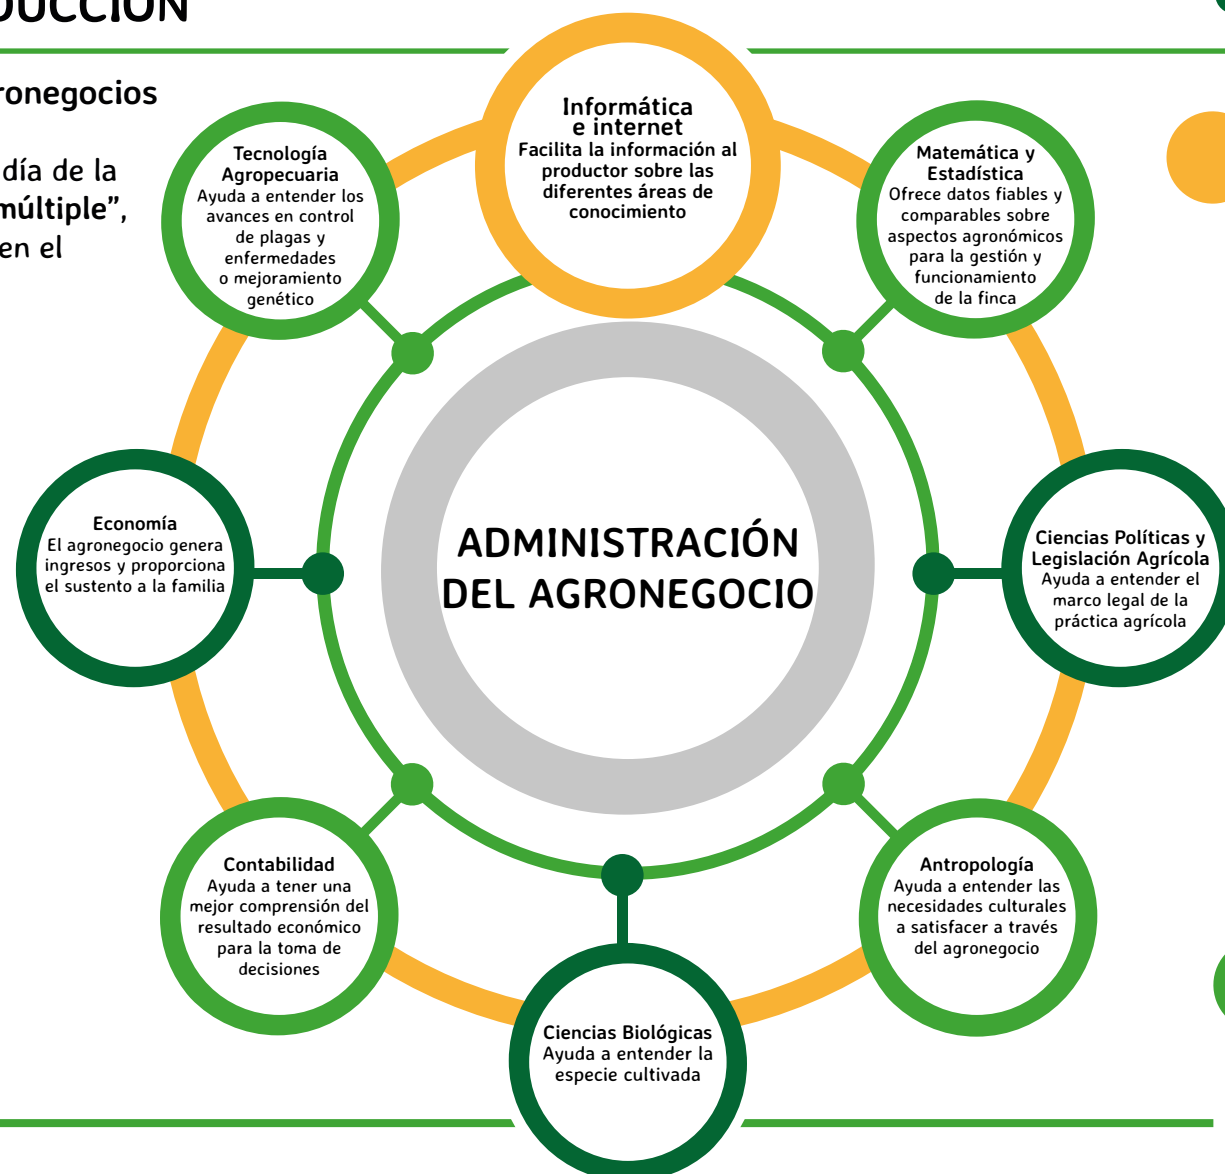 ronegocios
día de la
múltiple”,
en el
Informática
e internet
Facilita la información al
productor sobre las
diferentes áreas de
conocimiento
Tecnología
Agropecuaria
Ayuda a entender los
avances en control
de plagas y
enfermedades
o mejoramiento
genético
Matemática y
Estadística
Ofrece datos fiables y
comparables sobre
aspectos agronómicos
para la gestión y
funcionamiento
de la finca
Economía
El agronegocio genera
ingresos y proporciona
el sustento a la familia
ADMINISTRACIÓN
DEL AGRONEGOCIO
Ciencias Políticas y
Legislación Agrícola
Ayuda a entender el
marco legal de la
práctica agrícola
Contabilidad
Ayuda a tener una
mejor comprensión del
resultado económico
para la toma de
decisiones
Antropología
Ayuda a entender las
necesidades culturales
a satisfacer a través
del agronegocio
Ciencias Biológicas
Ayuda a entender la
especie cultivada